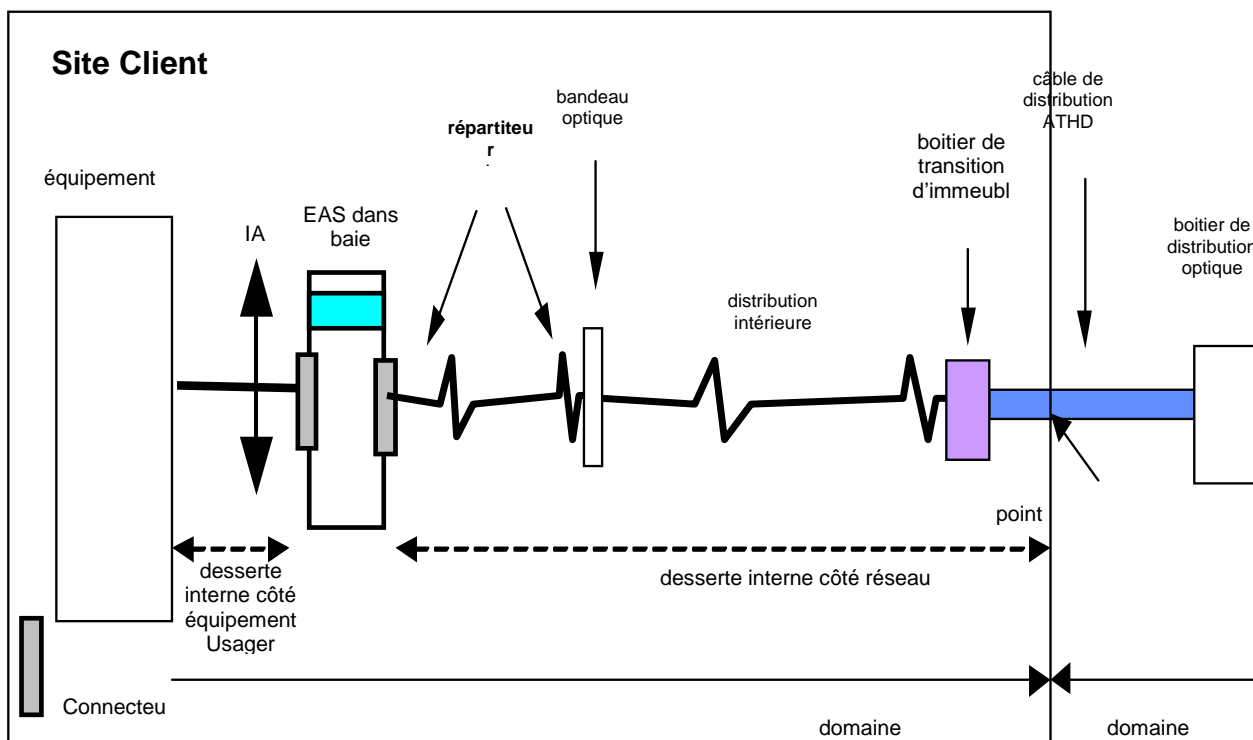 Site Client
câble de
distribution
ATHD
bandeau
optique
répartiteu
r
boitier de
transition
d'immeubl
équipement
EAS dans
baie
IA
boitier de
distribution
optique
distribution
intérieure
point
desserte
interne côté
équipement
Usager
desserte interne côté réseau
Connecteu
domaine
domaine